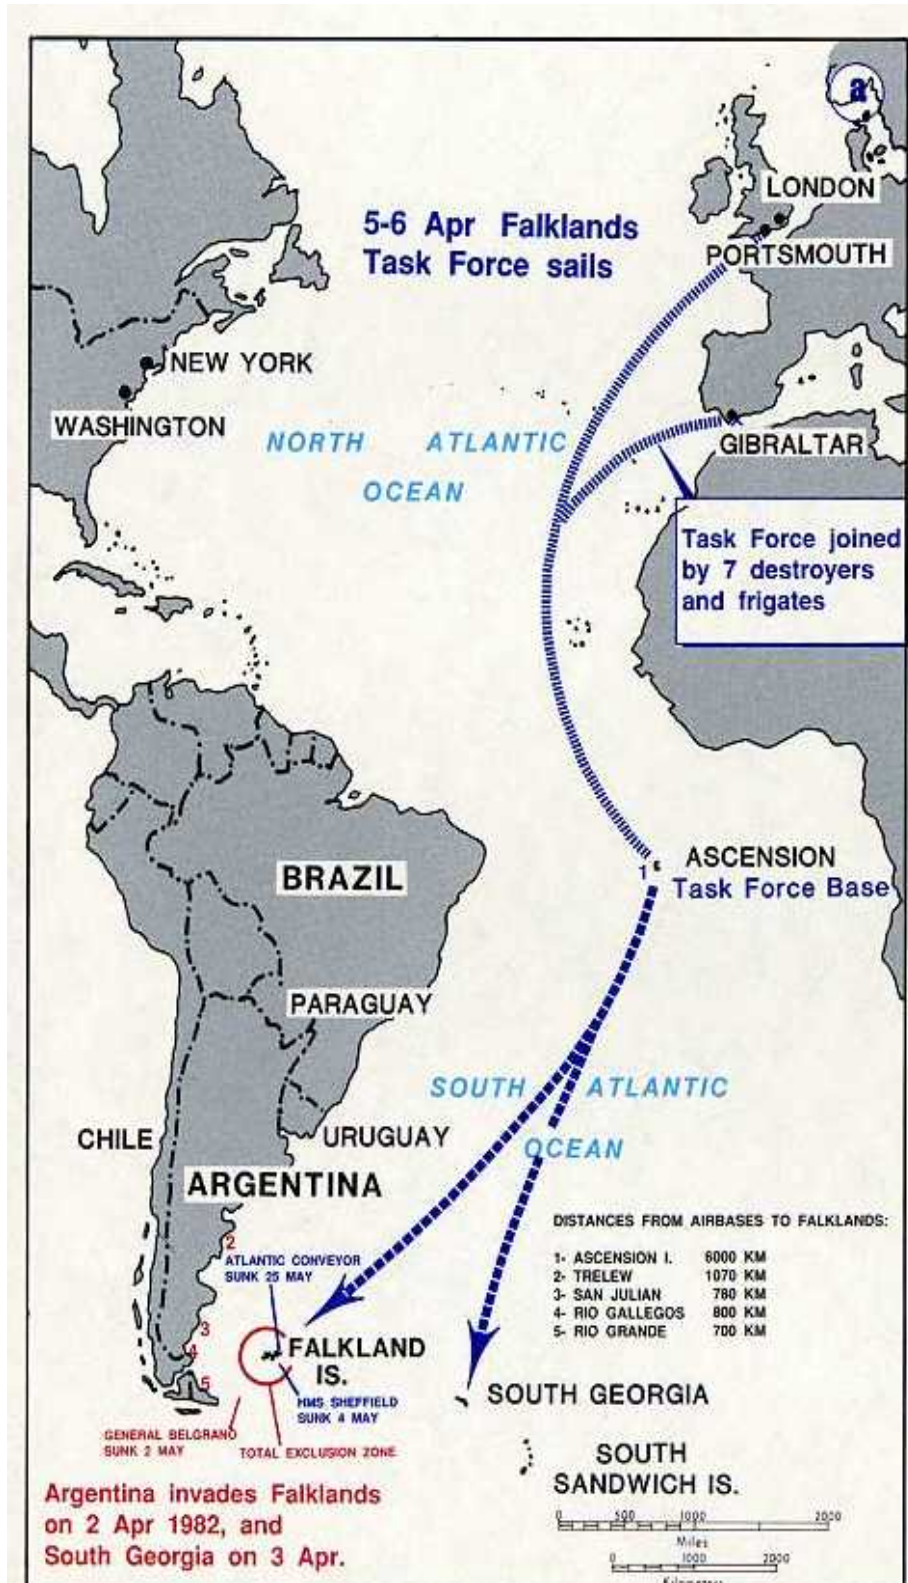 a
LONDON
5-6 Apr Falklands
Task Force sails
PORTSMOUTH
NEW YORK
WASHINGTON
NORTH ATLANTIC
OCEAN
GIBRALTAR
Task Force joined
by 7 destroyers
and frigates
BRAZIL
1
ASCENSION
Task Force Base
PARAGUAY
SOUTH ATLANTIC
OCEAN
CHILE
URUGUAY
ARGENTINA
DISTANCES FROM AIRBASES TO FALKLANDS:
1- ASCENSION I. 6000 KM
2- TRELEW 1070 KM
3- SAN JULIAN 780 KM
4- RIO GALLEGOS 800 KM
5- RIO GRANDE 700 KM
2
ATLANTIC CONVEYOR
SUNK 25 MAY
3
4
5
FALKLAND
IS.
HMS SHEFFIELD
SUNK 4 MAY
SOUTH GEORGIA
GENERAL BELGRANO
SUNK 2 MAY
TOTAL EXCLUSION ZONE
SOUTH
SANDWICH IS.
Argentina invades Falklands
on 2 Apr 1982, and
South Georgia on 3 Apr.
0 500 1000 2000
Miles
0 1000 2000
Kilometres